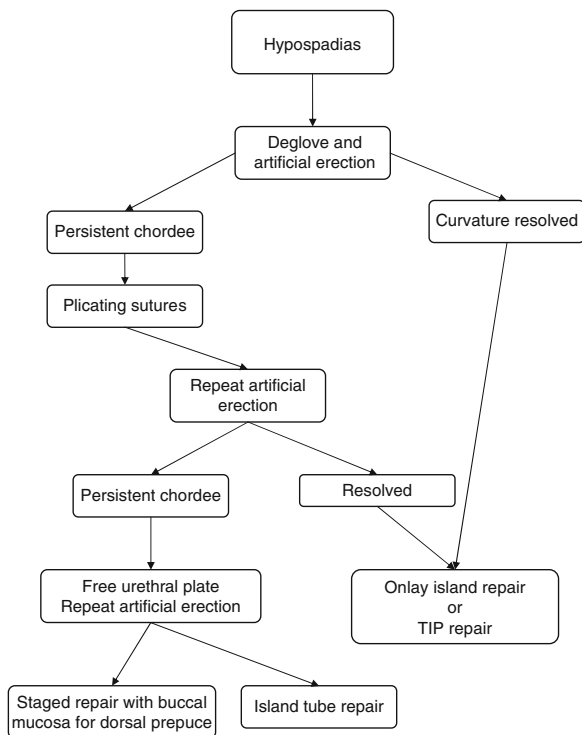 Hypospadias
Deglove and
artificial erection
Persistent chordee
Curvature resolved
Plicating sutures
Repeat artificial
erection
Persistent chordee
Resolved
Free urethral plate
Repeat artificial erection
Onlay island repair
or
TIP repair
Staged repair with buccal
mucosa for dorsal prepuce
Island tube repair